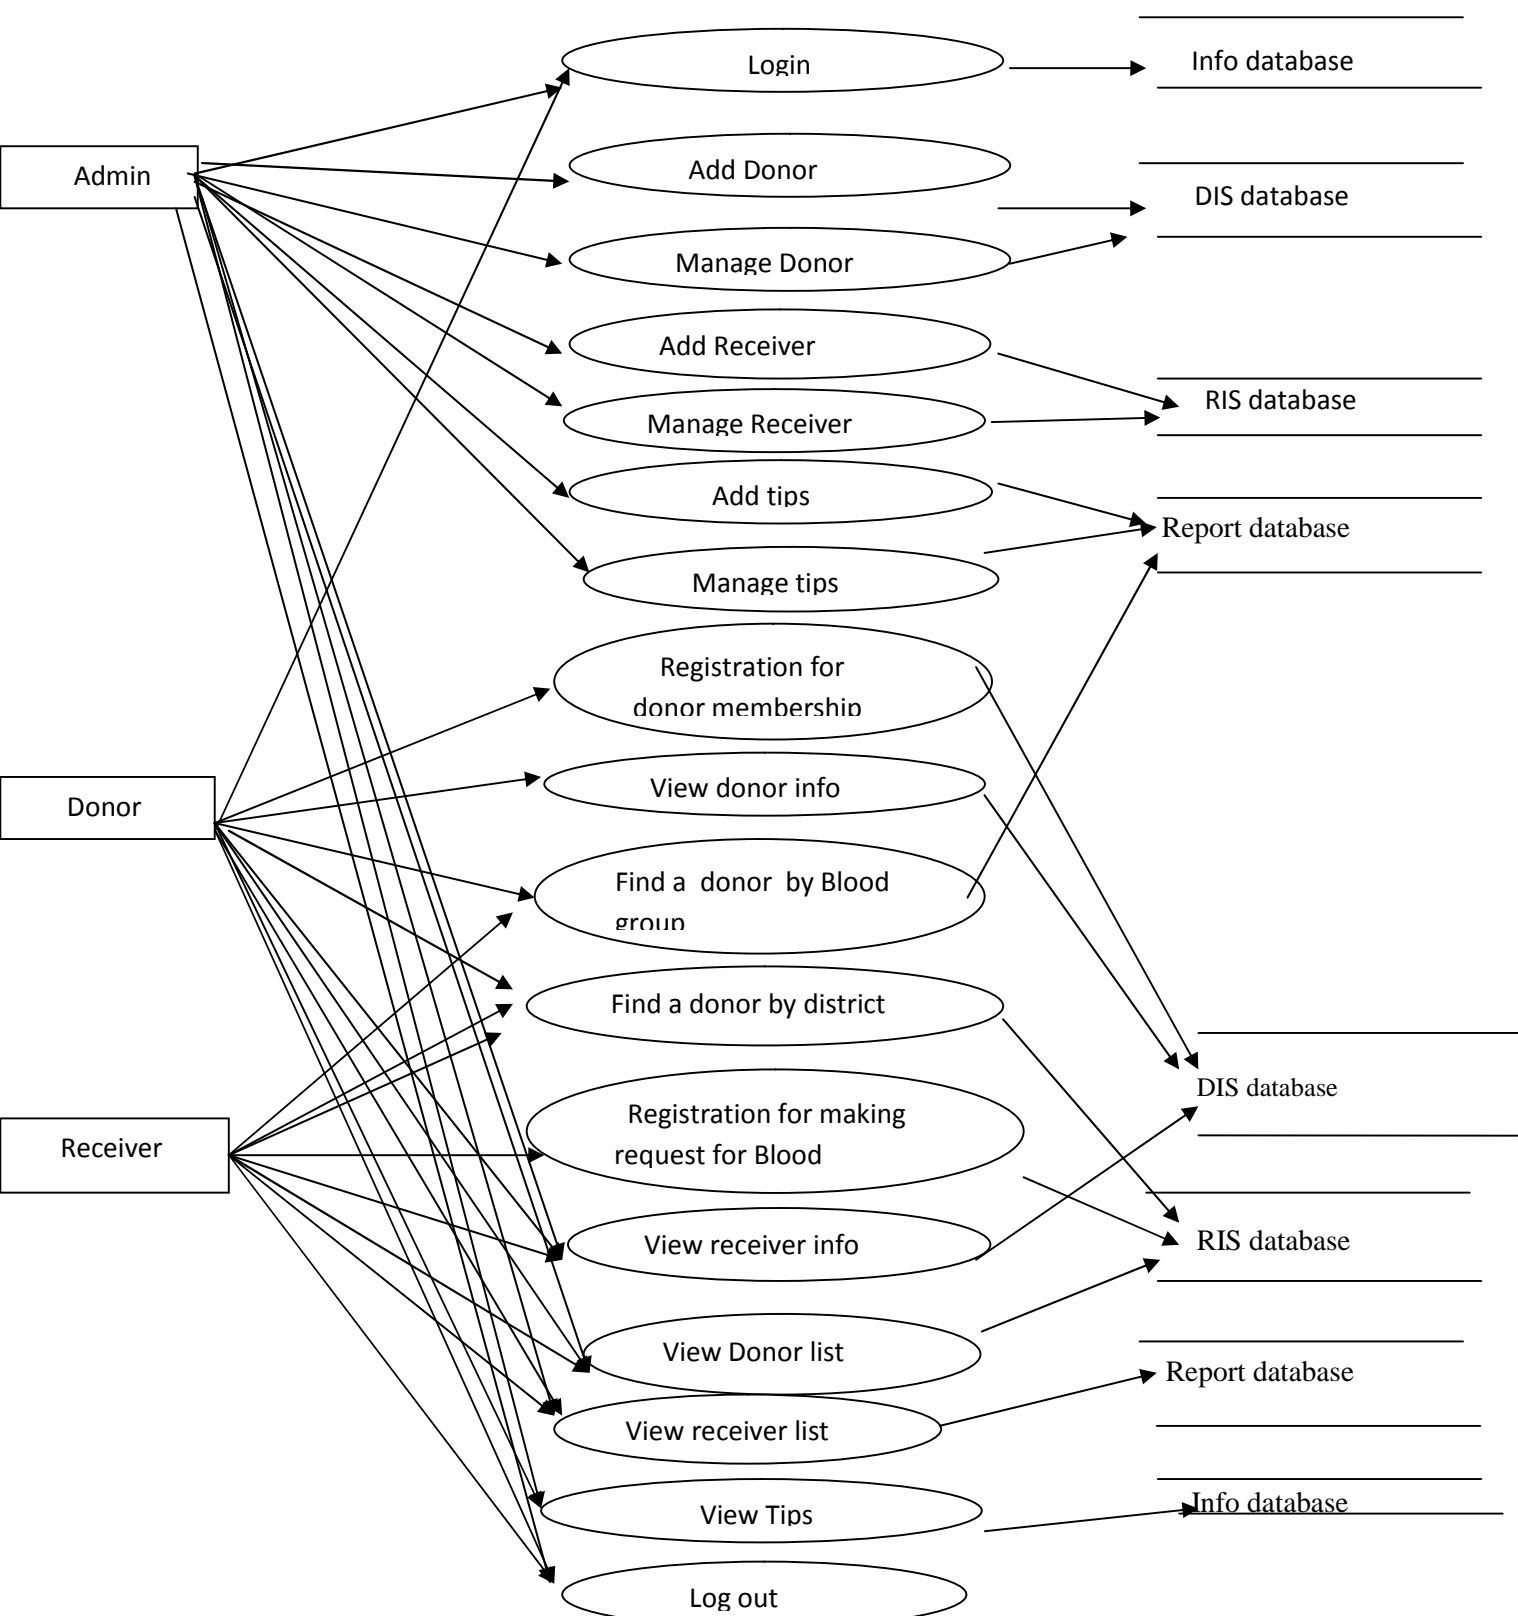 Login
Info database
Admin
Add Donor
DIS database
Manage Donor
Add Receiver
Manage Receiver
RIS database
Add tips
Report database
Manage tips
Registration for
donor membership
Donor
View donor info
Find a donor by Blood
group
Find a donor by district
DIS database
Receiver
Registration for making
request for Blood
View receiver info
RIS database
View Donor list
Report database
View receiver list
View Tips
Info database
Log out